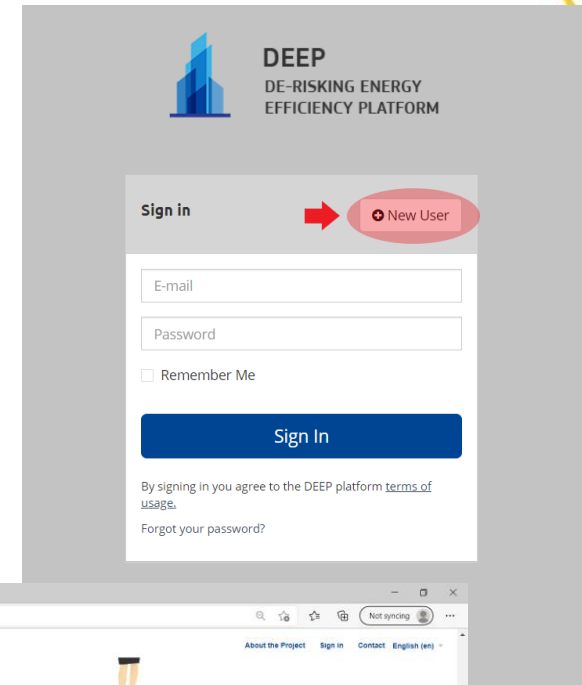 DEEP
DE-RISKING ENERGY
EFFICIENCY PLATFORM
Sign in
New User
E-mail
Password
Remember Me
Sign In
By signing in you agree to the DEEP platform terms of
usage.
Forgot your password?
Not syncing
About the Project Sign in Contact English (en)